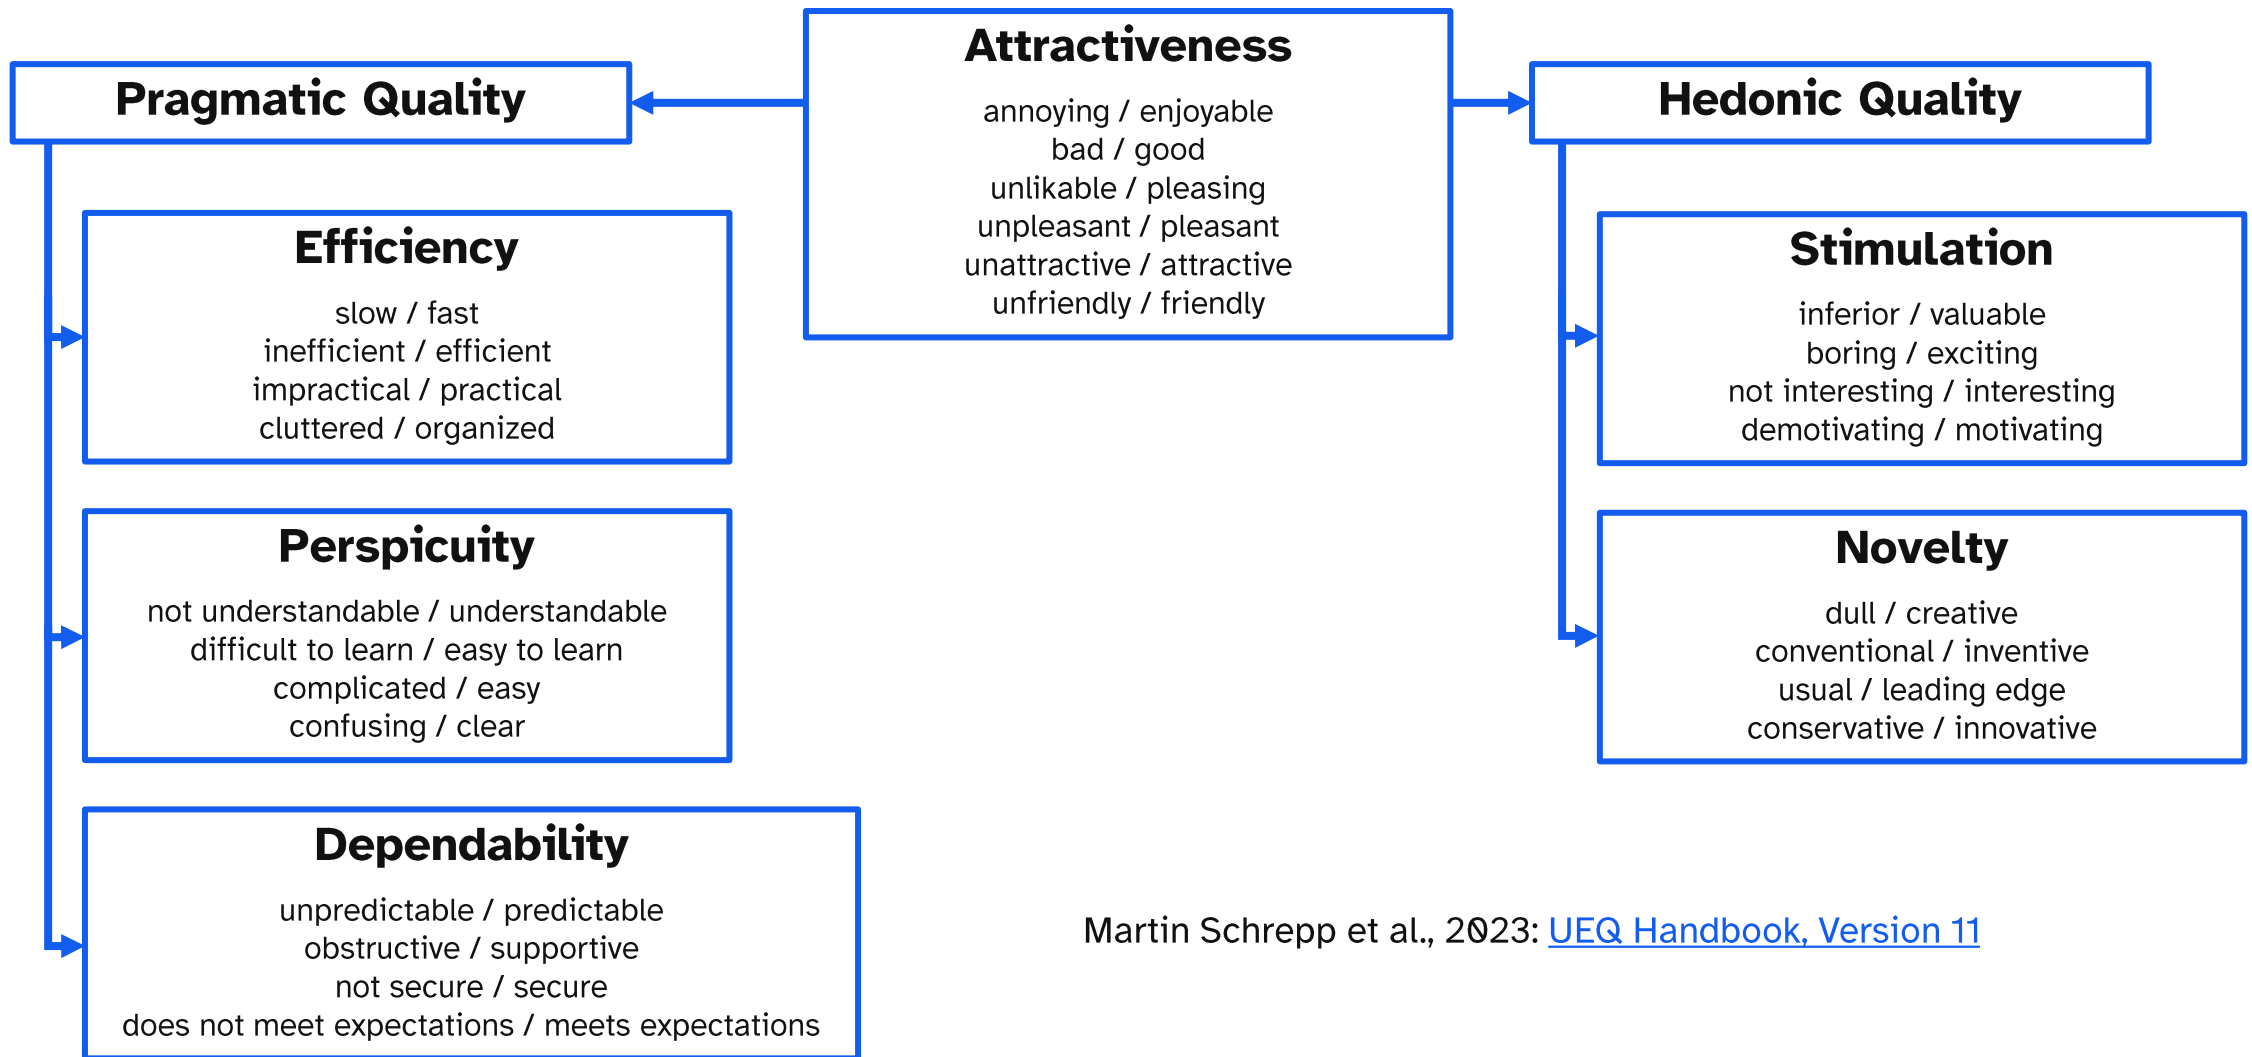 Attractiveness
annoying / enjoyable
bad / good
unlikable / pleasing
unpleasant / pleasant
unattractive / attractive
unfriendly / friendly
Pragmatic Quality
Efficiency
slow / fast
inefficient / efficient
impractical / practical
cluttered / organized
Perspicuity
not understandable / understandable
difficult to learn / easy to learn
complicated / easy
confusing / clear
Dependability
unpredictable / predictable
obstructive / supportive
not secure / secure
does not meet expectations / meets expectations
Hedonic Quality
Stimulation
inferior / valuable
boring / exciting
not interesting / interesting
demotivating / motivating
Novelty
dull / creative
conventional / inventive
usual / leading edge
conservative / innovative
Martin Schrepp et al., 2023: UEQ Handbook, Version 11